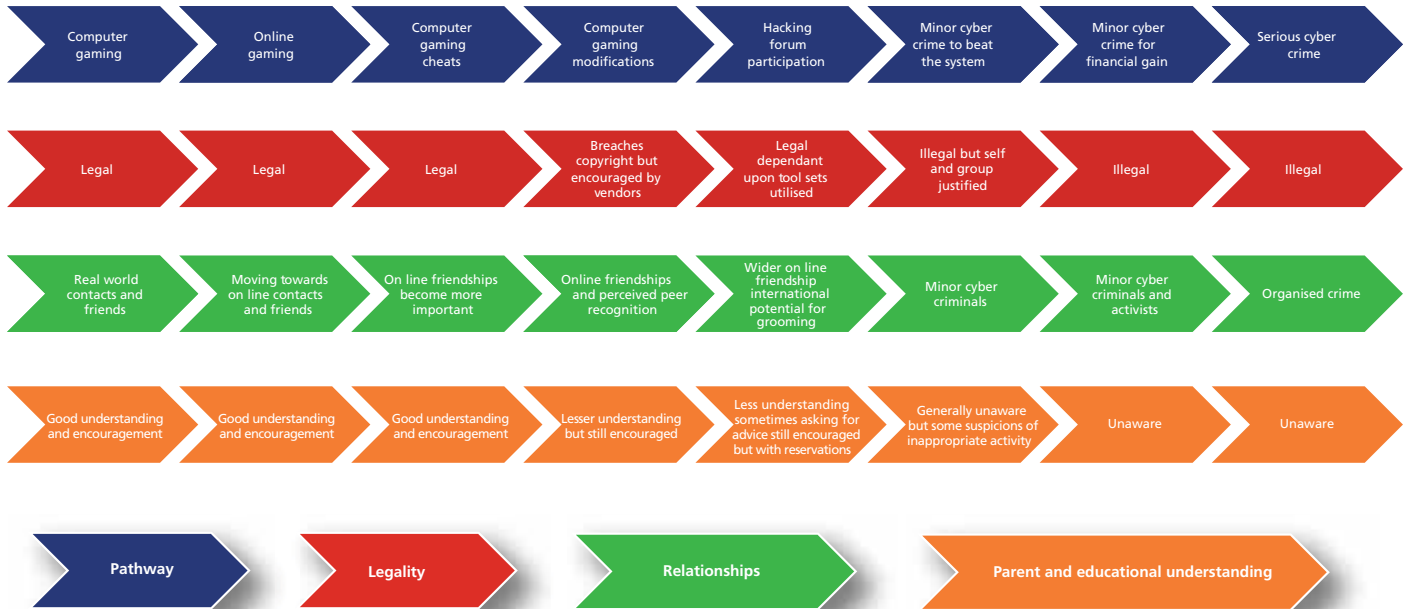 Computer
gaming
Online
gaming
Computer
gaming
cheats
Computer
gaming
modifications
Hacking
forum
participation
Minor cyber
crime to beat
the system
Minor cyber
crime for
financial gain
Serious cyber
crime
Legal
Legal
Legal
Breaches
copyright but
encouraged by
vendors
Legal
dependant
upon tool sets
utilised
Illegal but self
and group
justified
Illegal
Illegal
Real world
contacts and
friends
Moving towards
on line contacts
and friends
On line friendships
become more
important
Online friendships
and perceived peer
recognition
Wider on line
friendship
international
potential for
grooming
Minor cyber
criminals
Minor cyber
criminals and
activists
Organised crime
Good understanding
and encouragement
Good understanding
and encouragement
Good understanding
and encouragement
Lesser understanding
but still encouraged
Less understanding
sometimes asking for
advice still encouraged
but with reservations
Generally unaware
but some suspicions of
inappropriate activity
Unaware
Unaware
Pathway
Legality
Relationships
Parent and educational understanding